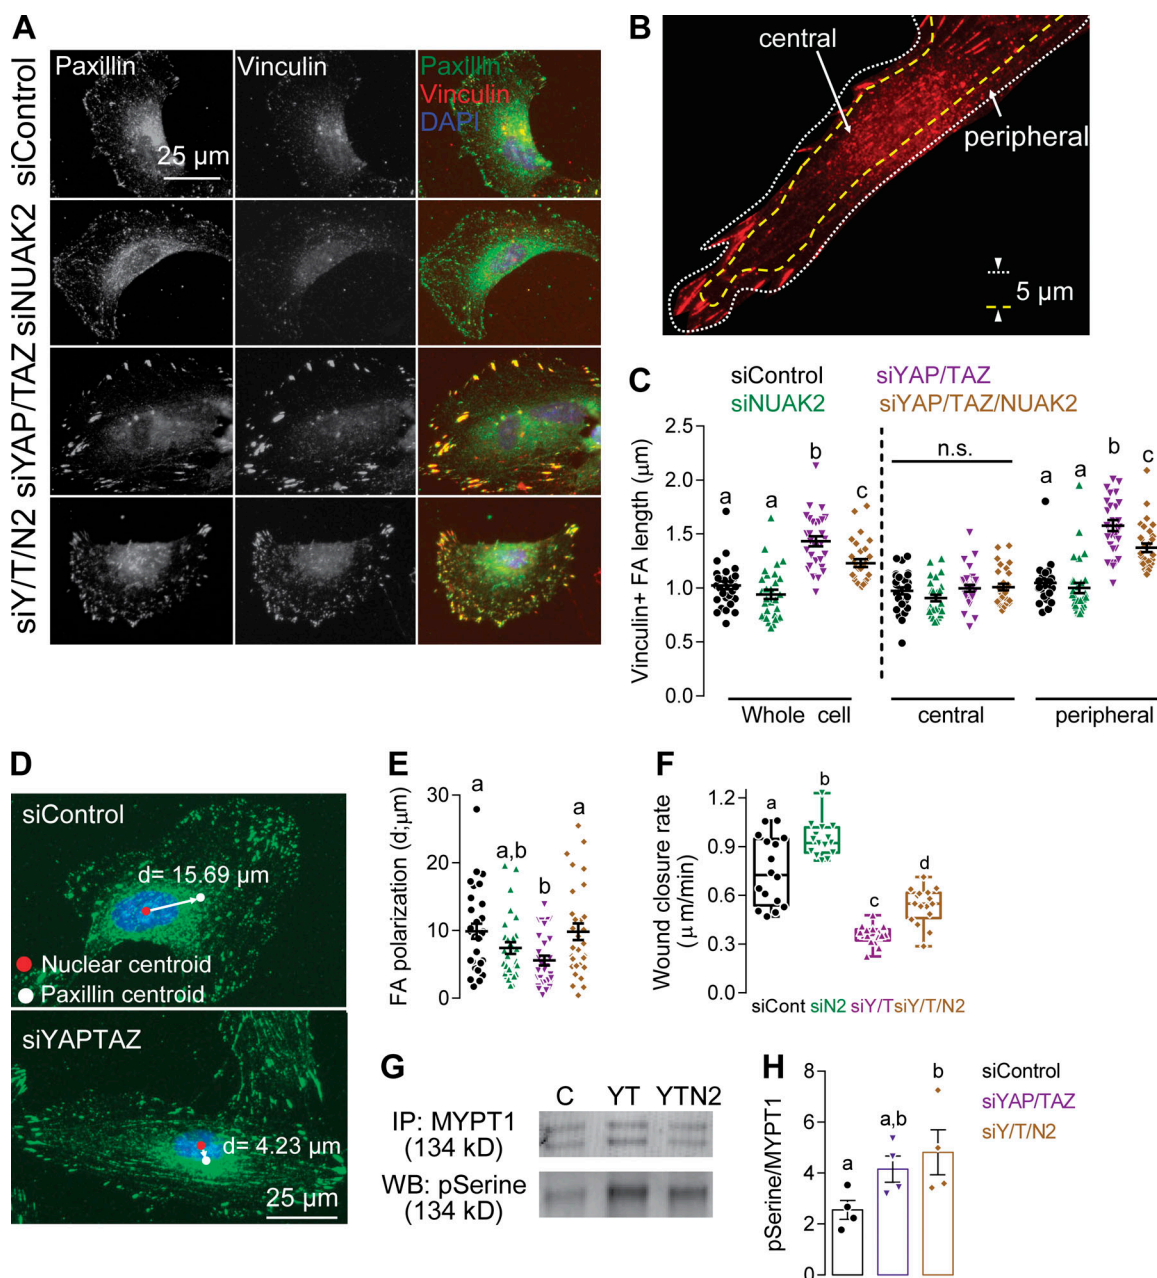 A
siControl
siNUAK2
siYAP/TAZ
siY/T/N2
Paxillin
Vinculin
Paxillin
Vinculin
DAPI
25 μm
B
central
peripheral
5 μm
C
siControl
siYAP/TAZ
siNUAK2
siYAP/TAZ/NUAK2
Vinculin+ FA length (μm)
2.5
2.0
1.5
1.0
0.5
0.0
a
a
b
c
n.s.
a
a
b
c
Whole cell
central
peripheral
D
siControl
d= 15.69 μm
Nuclear centroid
Paxillin centroid
siYAPTAZ
d= 4.23 μm
25 μm
E
FA polarization (d;μm)
30
20
10
0
a
a,b
b
a
F
Wound closure rate
(μm/min)
1.2
0.9
0.6
0.3
0.0
a
b
c
d
siCont
siN2
siY/T
siY/T/N2
G
C
YT
YTN2
IP: MYPT1
(134 kD)
WB: pSerine
(134 kD)
H
pSerine/MYPT1
8
6
4
2
0
a
a,b
b
siControl
siYAP/TAZ
siY/T/N2